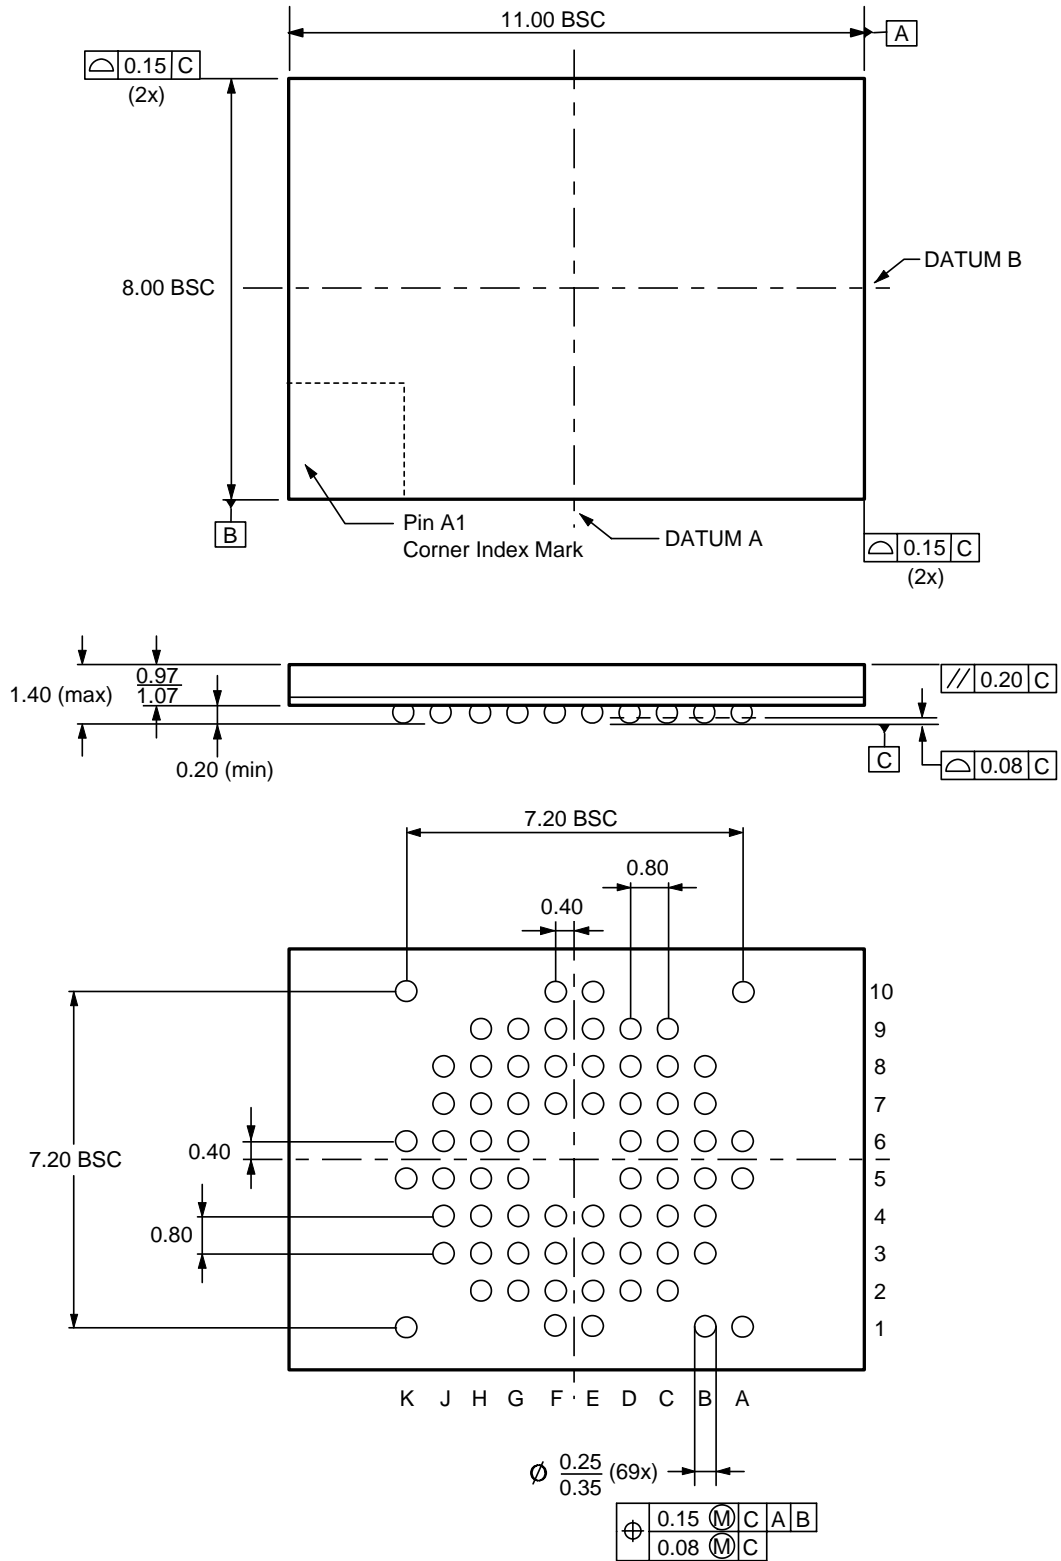 11.00 BSC
A
⌓ 0.15 C
(2x)
8.00 BSC
DATUM B
B
Pin A1
Corner Index Mark
DATUM A
⌓ 0.15 C
(2x)
1.40 (max)
0.97
1.07
0.20 (min)
// 0.20 C
C
⌓ 0.08 C
7.20 BSC
0.80
0.40
10
9
8
7
6
5
4
3
2
1
7.20 BSC
0.40
0.80
K J H G F E D C B A
Ø 0.25 (69x)
0.35
⌖ 0.15 Ⓜ C A B
0.08 Ⓜ C